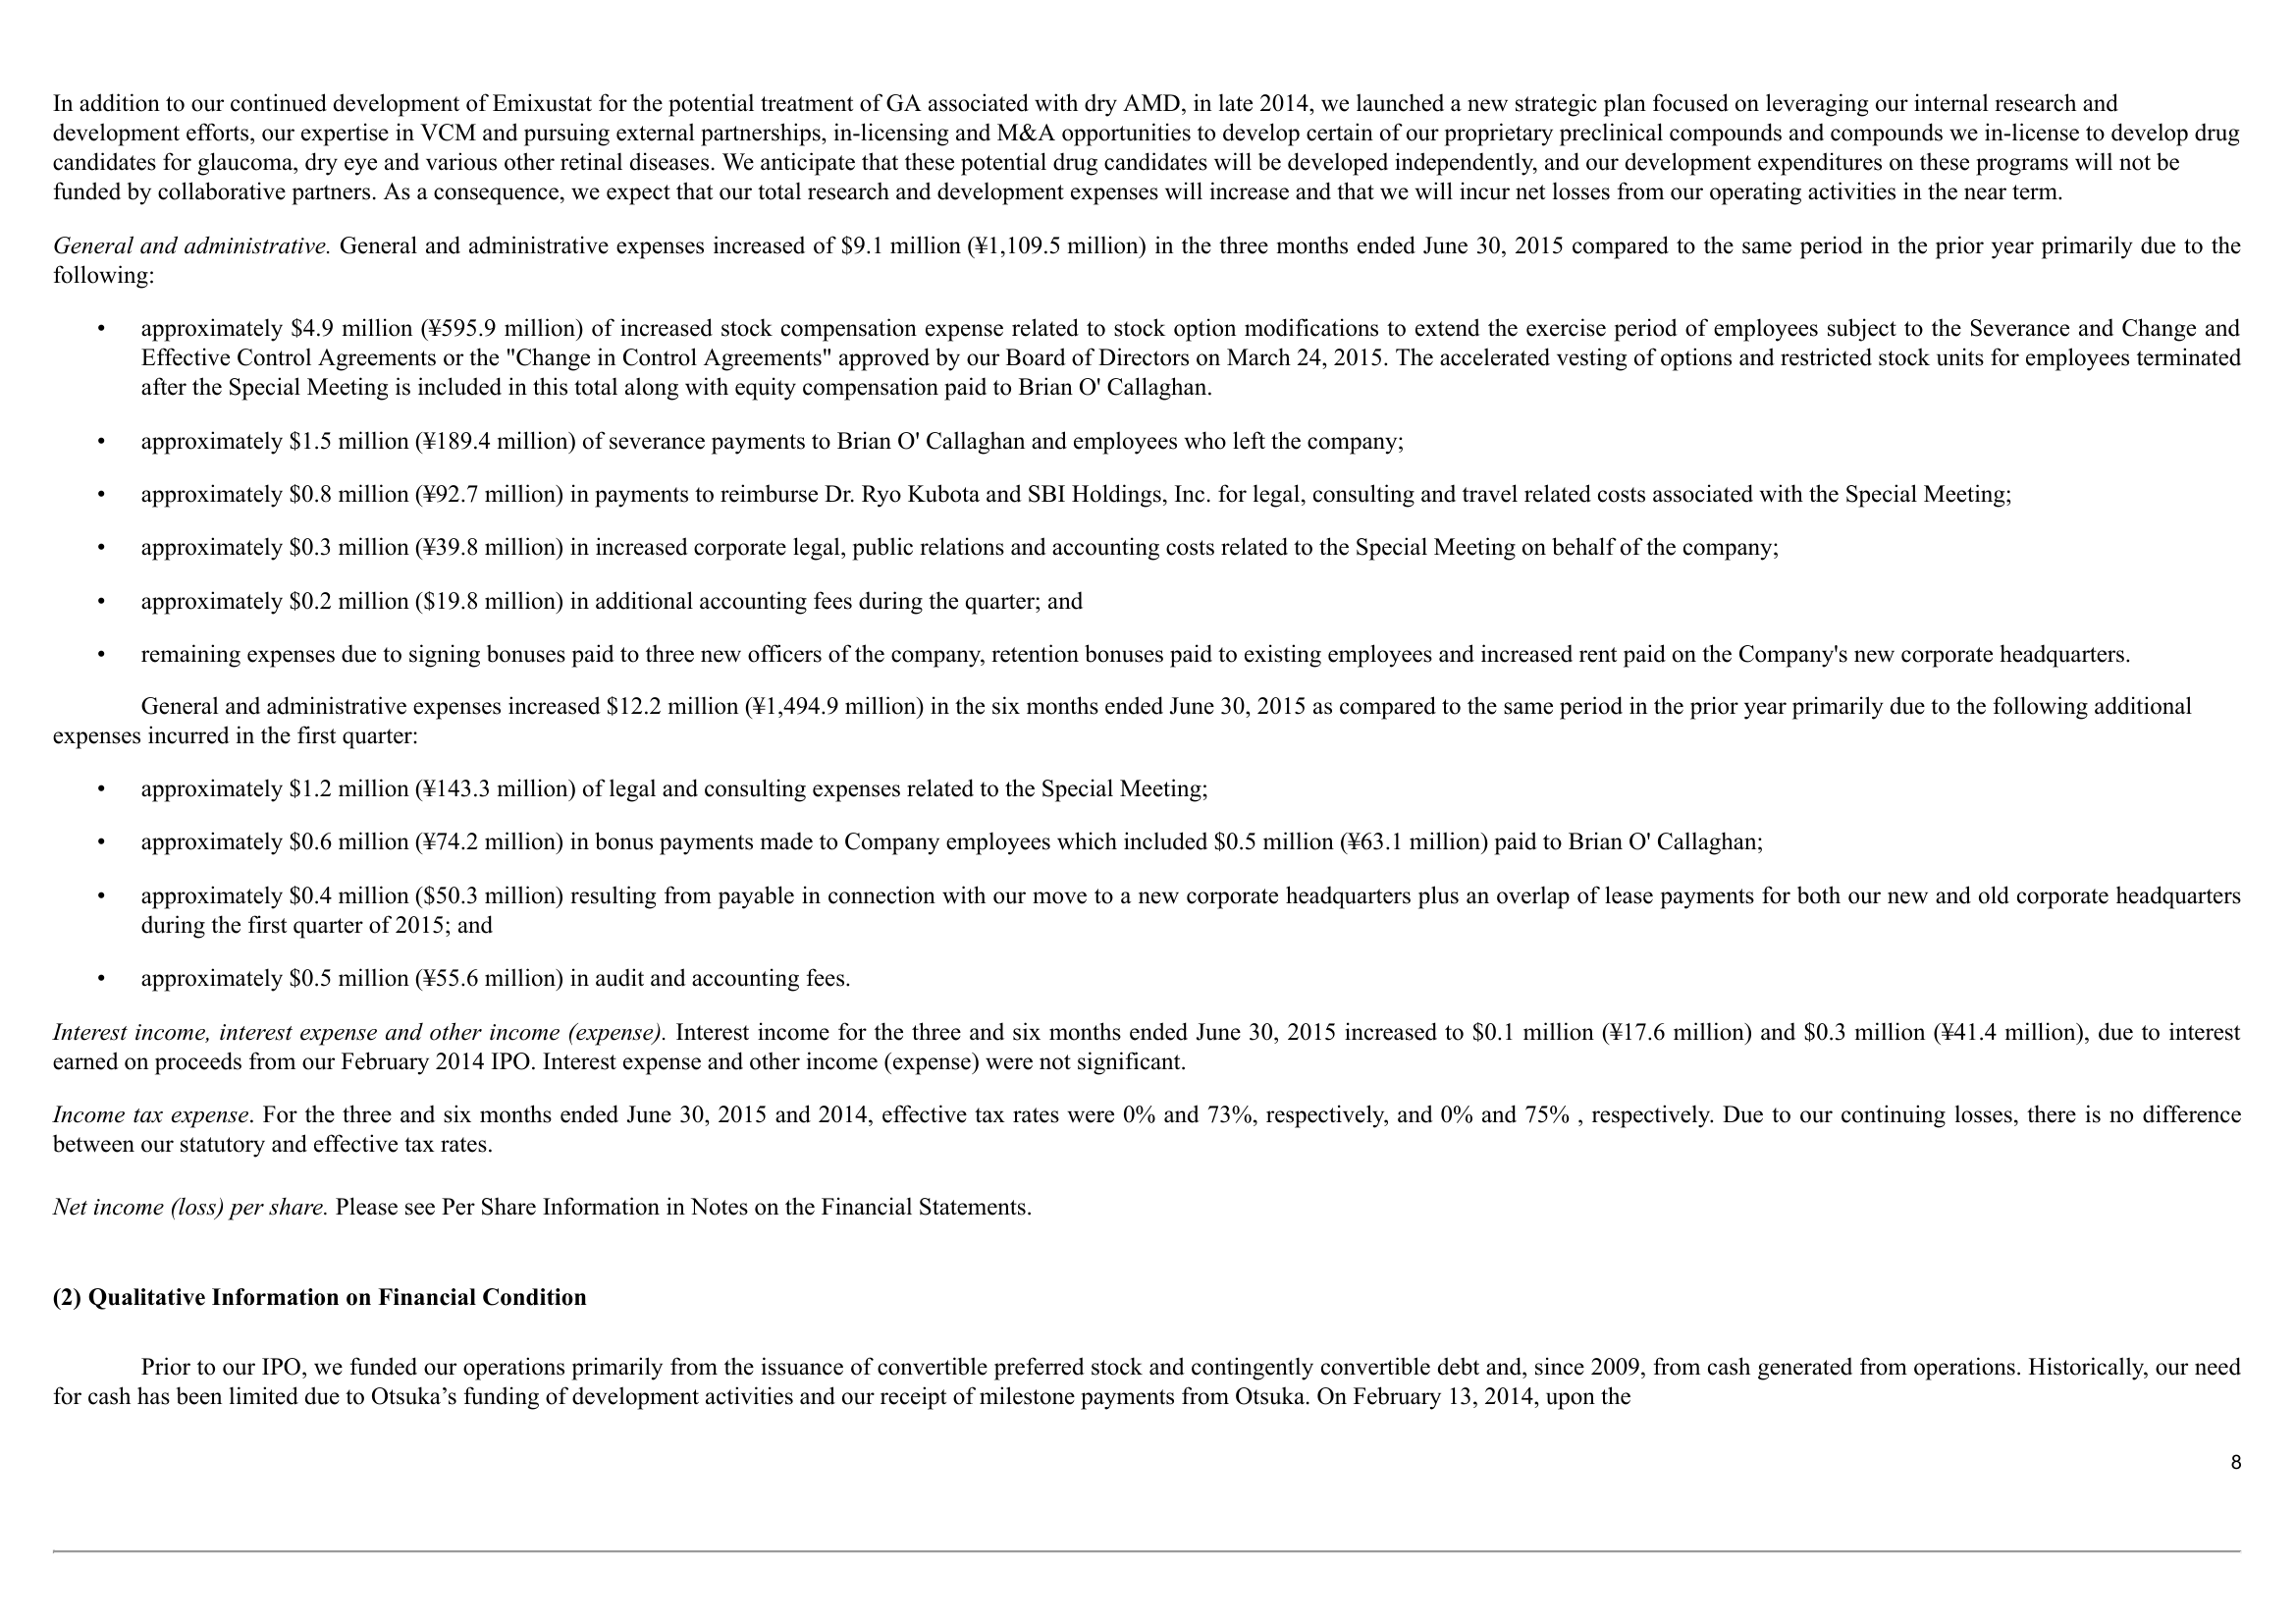 In addition to our continued development of Emixustat for the potential treatment of GA associated with dry AMD, in late 2014, we launched a new strategic plan focused on leveraging our internal research and
development efforts, our expertise in VCM and pursuing external partnerships, in-licensing and M&A opportunities to develop certain of our proprietary preclinical compounds and compounds we in-license to develop drug
candidates for glaucoma, dry eye and various other retinal diseases. We anticipate that these potential drug candidates will be developed independently, and our development expenditures on these programs will not be
funded by collaborative partners. As a consequence, we expect that our total research and development expenses will increase and that we will incur net losses from our operating activities in the near term.
General and administrative. General and administrative expenses increased of $9.1 million (¥1,109.5 million) in the three months ended June 30, 2015 compared to the same period in the prior year primarily due to the
following:
• approximately $4.9 million (¥595.9 million) of increased stock compensation expense related to stock option modifications to extend the exercise period of employees subject to the Severance and Change and
Effective Control Agreements or the "Change in Control Agreements" approved by our Board of Directors on March 24, 2015. The accelerated vesting of options and restricted stock units for employees terminated
after the Special Meeting is included in this total along with equity compensation paid to Brian O' Callaghan.
• approximately $1.5 million (¥189.4 million) of severance payments to Brian O' Callaghan and employees who left the company;
• approximately $0.8 million (¥92.7 million) in payments to reimburse Dr. Ryo Kubota and SBI Holdings, Inc. for legal, consulting and travel related costs associated with the Special Meeting;
• approximately $0.3 million (¥39.8 million) in increased corporate legal, public relations and accounting costs related to the Special Meeting on behalf of the company;
• approximately $0.2 million ($19.8 million) in additional accounting fees during the quarter; and
• remaining expenses due to signing bonuses paid to three new officers of the company, retention bonuses paid to existing employees and increased rent paid on the Company's new corporate headquarters.
General and administrative expenses increased $12.2 million (¥1,494.9 million) in the six months ended June 30, 2015 as compared to the same period in the prior year primarily due to the following additional
expenses incurred in the first quarter:
• approximately $1.2 million (¥143.3 million) of legal and consulting expenses related to the Special Meeting;
• approximately $0.6 million (¥74.2 million) in bonus payments made to Company employees which included $0.5 million (¥63.1 million) paid to Brian O' Callaghan;
• approximately $0.4 million ($50.3 million) resulting from payable in connection with our move to a new corporate headquarters plus an overlap of lease payments for both our new and old corporate headquarters
during the first quarter of 2015; and
• approximately $0.5 million (¥55.6 million) in audit and accounting fees.
Interest income, interest expense and other income (expense). Interest income for the three and six months ended June 30, 2015 increased to $0.1 million (¥17.6 million) and $0.3 million (¥41.4 million), due to interest
earned on proceeds from our February 2014 IPO. Interest expense and other income (expense) were not significant.
Income tax expense. For the three and six months ended June 30, 2015 and 2014, effective tax rates were 0% and 73%, respectively, and 0% and 75% , respectively. Due to our continuing losses, there is no difference
between our statutory and effective tax rates.
Net income (loss) per share. Please see Per Share Information in Notes on the Financial Statements.
(2) Qualitative Information on Financial Condition
Prior to our IPO, we funded our operations primarily from the issuance of convertible preferred stock and contingently convertible debt and, since 2009, from cash generated from operations. Historically, our need
for cash has been limited due to Otsuka’s funding of development activities and our receipt of milestone payments from Otsuka. On February 13, 2014, upon the
8